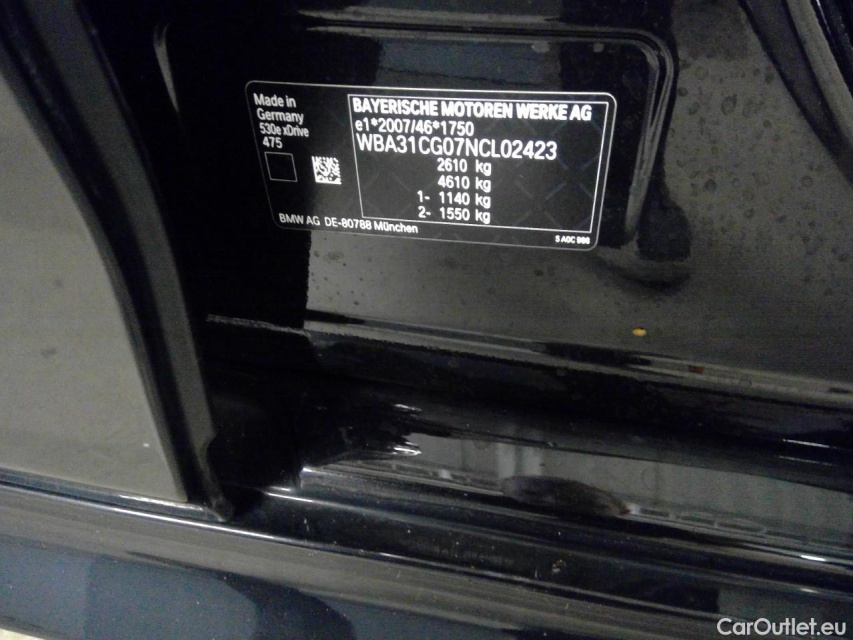 Made in
Germany
530e xDrive
475
BAYERISCHE MOTOREN WERKE AG
e1*2007/46*1750
WBA31CG07NCL02423
2610 kg
4610 kg
1- 1140 kg
2- 1550 kg
BMW AG DE-80788 München
CarOutlet.eu